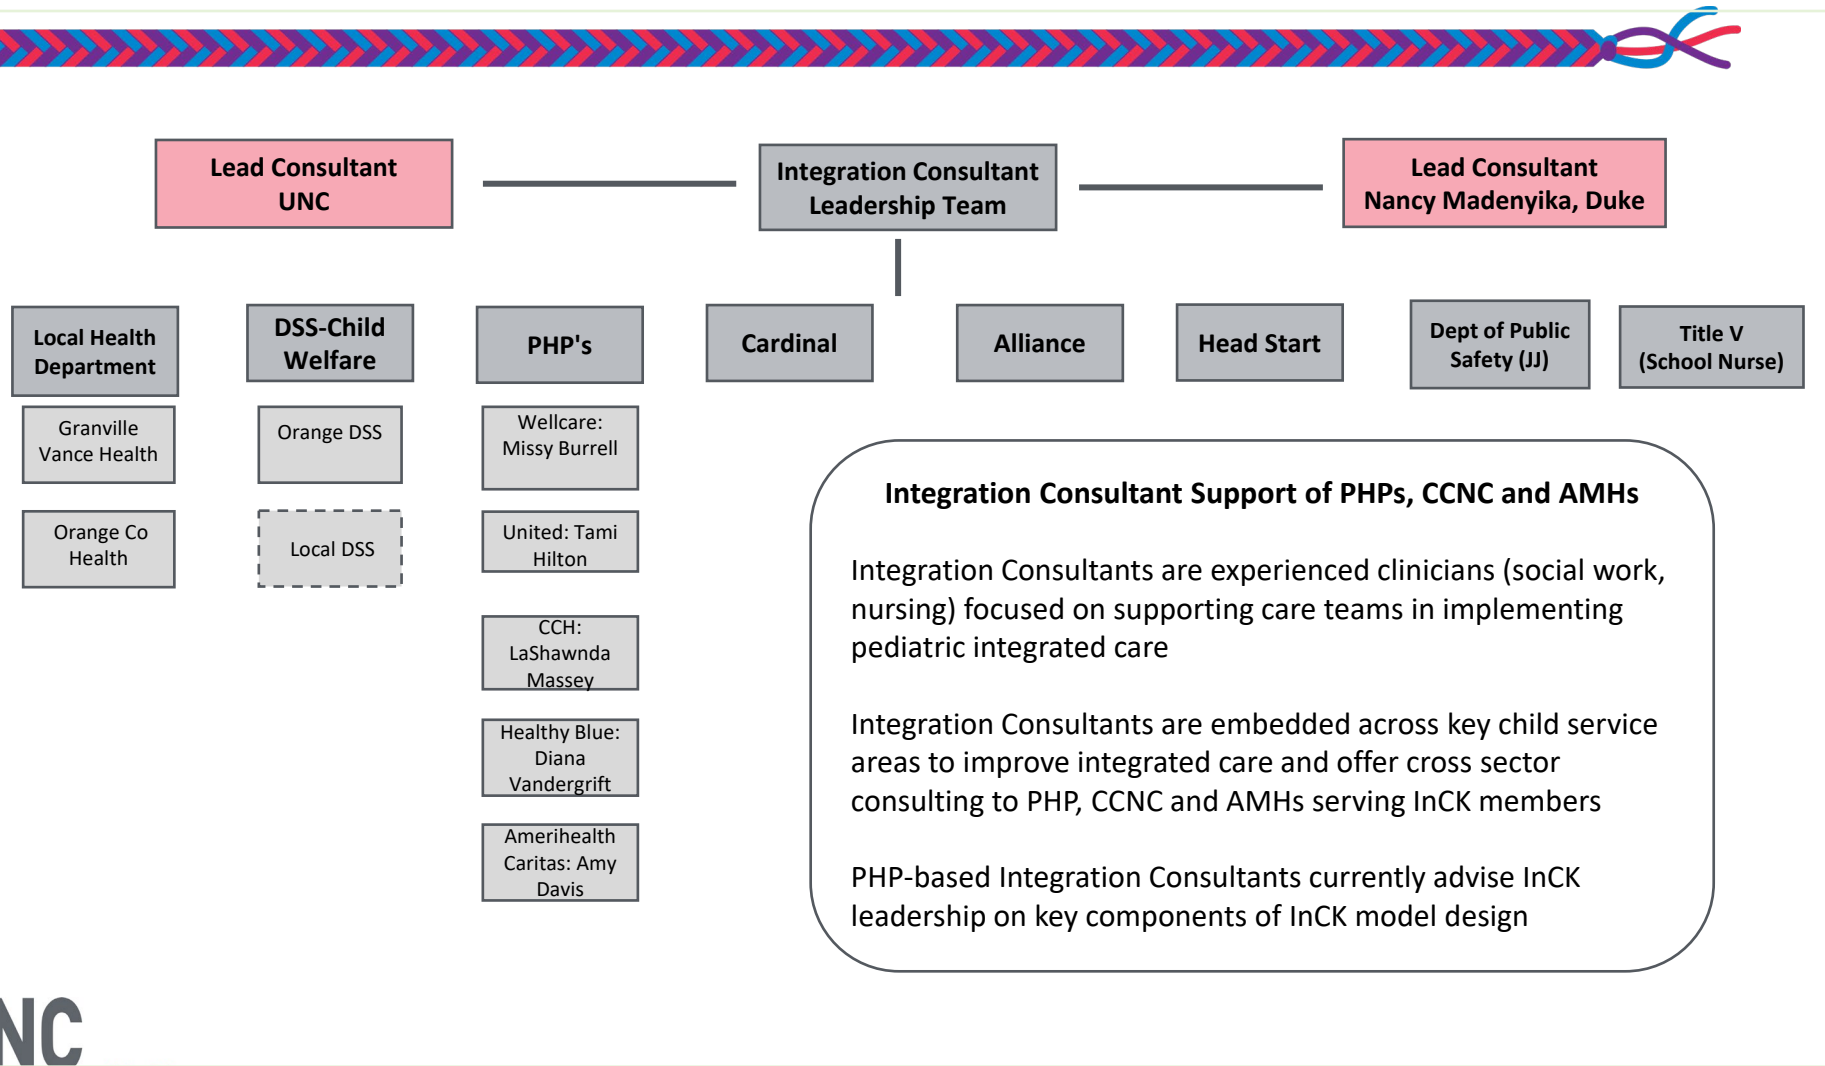 Lead Consultant
UNC
Integration Consultant
Leadership Team
Lead Consultant
Nancy Madenyika, Duke
Local Health
Department
DSS-Child
Welfare
PHP's
Cardinal
Alliance
Head Start
Dept of Public
Safety (JJ)
Title V
(School Nurse)
Granville
Vance Health
Orange Co
Health
Orange DSS
Local DSS
Wellcare:
Missy Burrell
United: Tami
Hilton
CCH:
LaShawnda
Massey
Healthy Blue:
Diana
Vandergrift
Amerihealth
Caritas: Amy
Davis
Integration Consultant Support of PHPs, CCNC and AMHs
Integration Consultants are experienced clinicians (social work,
nursing) focused on supporting care teams in implementing
pediatric integrated care
Integration Consultants are embedded across key child service
areas to improve integrated care and offer cross sector
consulting to PHP, CCNC and AMHs serving InCK members
PHP-based Integration Consultants currently advise InCK
leadership on key components of InCK model design
NC